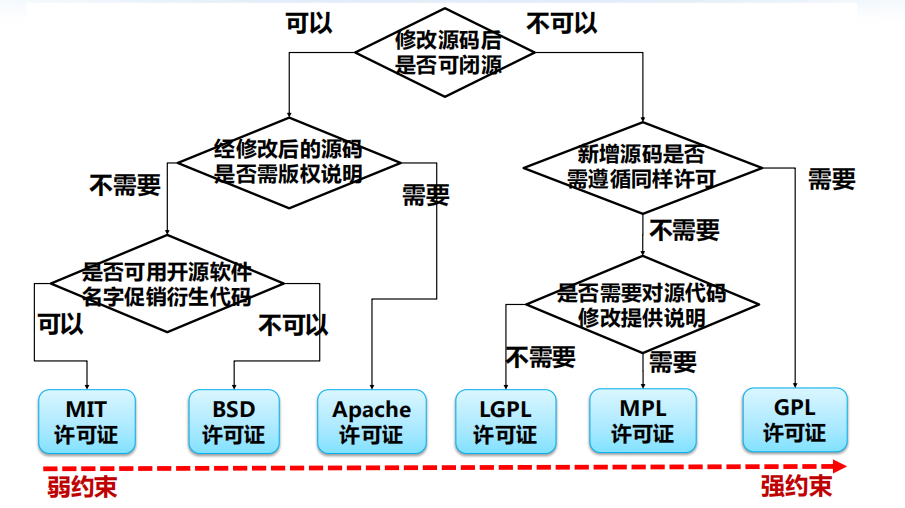 可以
不可以
修改源码后
是否可闭源
经修改后的源码
是否需版权说明
新增源码是否
需遵循同样许可
不需要
需要
需要
不需要
是否可用开源软件
名字促销衍生代码
是否需要对源代码
修改提供说明
可以
不可以
不需要
需要
MIT
许可证
BSD
许可证
Apache
许可证
LGPL
许可证
MPL
许可证
GPL
许可证
弱约束
强约束